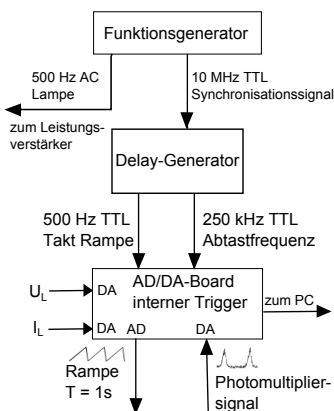 Funktionsgenerator
500 Hz AC
Lampe
10 MHz TTL
Synchronisationssignal
zum Leistungs-
verstärker
Delay-Generator
500 Hz TTL
Takt Rampe
250 kHz TTL
Abtastfrequenz
AD/DA-Board
interner Trigger
U_L
DA
zum PC
I_L
DA
AD
DA
Rampe
T = 1s
Photomultiplier-
signal